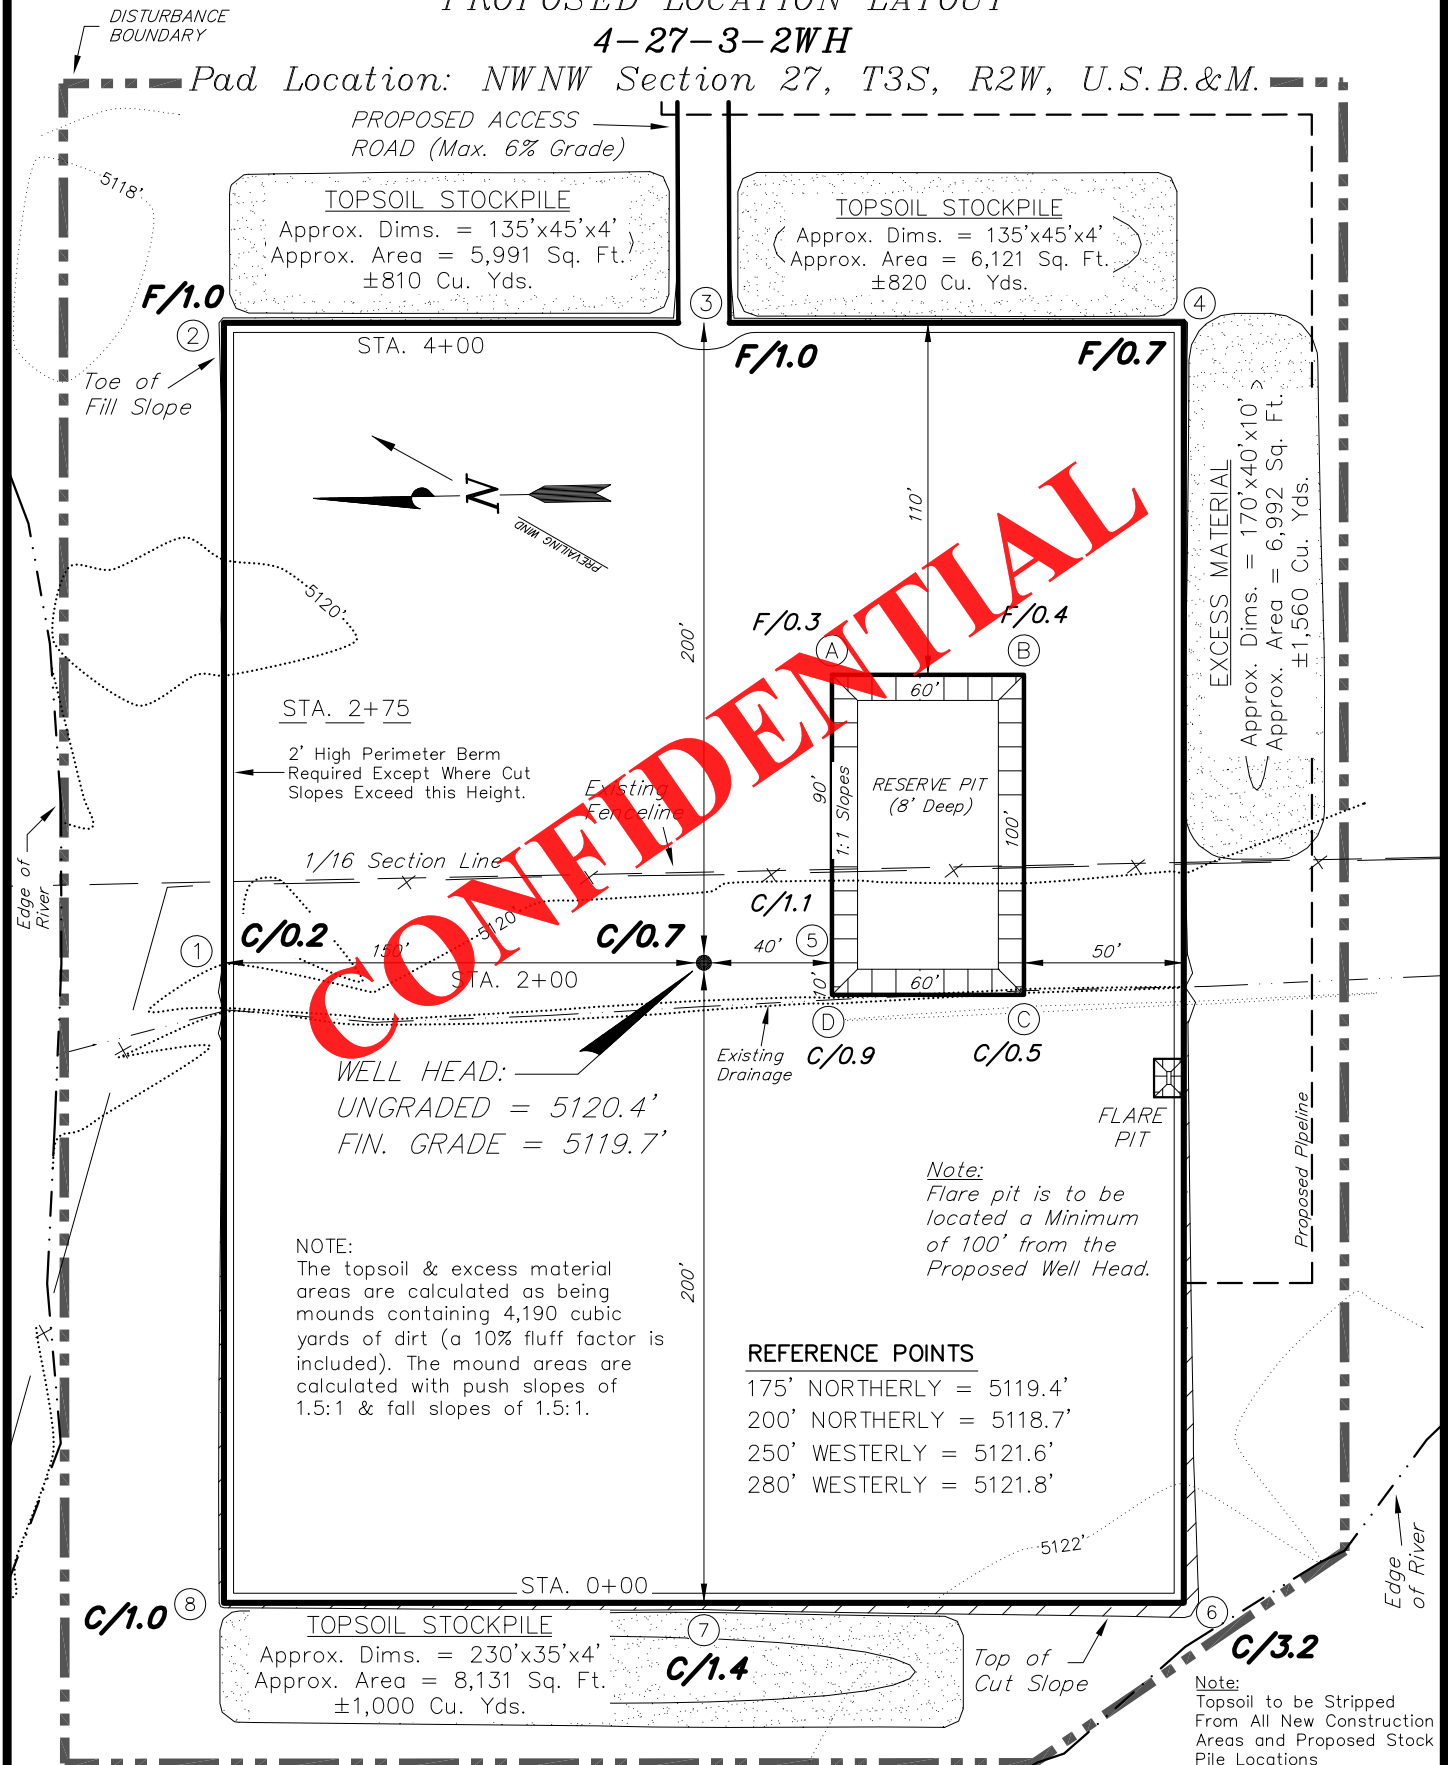 PROPOSED LOCATION LAYOUT
4-27-3-2WH
Pad Location: NWNW Section 27, T3S, R2W, U.S.B.&M.
DISTURBANCE
BOUNDARY
PROPOSED ACCESS
ROAD (Max. 6% Grade)
5118'
TOPSOIL STOCKPILE
Approx. Dims. = 135'x45'x4'
Approx. Area = 5,991 Sq. Ft.
±810 Cu. Yds.
TOPSOIL STOCKPILE
Approx. Dims. = 135'x45'x4'
Approx. Area = 6,121 Sq. Ft.
±820 Cu. Yds.
F/1.0
2
3
4
STA. 4+00
F/1.0
F/0.7
Toe of
Fill Slope
N
PREVAILING WIND
110'
EXCESS MATERIAL
Approx. Dims. = 170'x40'x10'
Approx. Area = 6,992 Sq. Ft.
±1,560 Cu. Yds.
CONFIDENTIAL
5120'
200'
F/0.3
F/0.4
A
B
60'
STA. 2+75
2' High Perimeter Berm
Required Except Where Cut
Slopes Exceed this Height.
Existing
Fenceline
90'
1:1 Slopes
RESERVE PIT
(8' Deep)
100'
1/16 Section Line
Edge of
River
C/1.1
5120'
1
C/0.2
C/0.7
5
150'
40'
50'
STA. 2+00
10'
60'
D
C
Existing
Drainage
C/0.9
C/0.5
WELL HEAD:
UNGRADED = 5120.4'
FIN. GRADE = 5119.7'
FLARE
PIT
Proposed Pipeline
Note:
Flare pit is to be
located a Minimum
of 100' from the
Proposed Well Head.
NOTE:
The topsoil & excess material
areas are calculated as being
mounds containing 4,190 cubic
yards of dirt (a 10% fluff factor is
included). The mound areas are
calculated with push slopes of
1.5:1 & fall slopes of 1.5:1.
200'
REFERENCE POINTS
175' NORTHERLY = 5119.4'
200' NORTHERLY = 5118.7'
250' WESTERLY = 5121.6'
280' WESTERLY = 5121.8'
5122'
Edge
of River
STA. 0+00
C/1.0
8
7
6
TOPSOIL STOCKPILE
Approx. Dims. = 230'x35'x4'
Approx. Area = 8,131 Sq. Ft.
±1,000 Cu. Yds.
C/1.4
Top of
Cut Slope
C/3.2
Note:
Topsoil to be Stripped
From All New Construction
Areas and Proposed Stock
Pile Locations